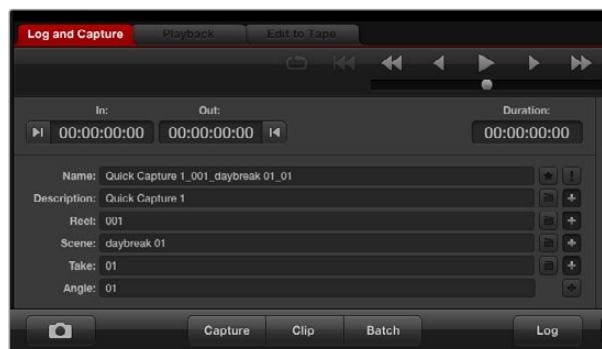 Log and Capture Playback Edit to Tape
In: Out: Duration:
00:00:00:00 00:00:00:00 00:00:00:00
Name: Quick Capture 1_001_daybreak 01_01
Description: Quick Capture 1
Reel: 001
Scene: daybreak 01
Take: 01
Angle: 01
Capture Clip Batch Log